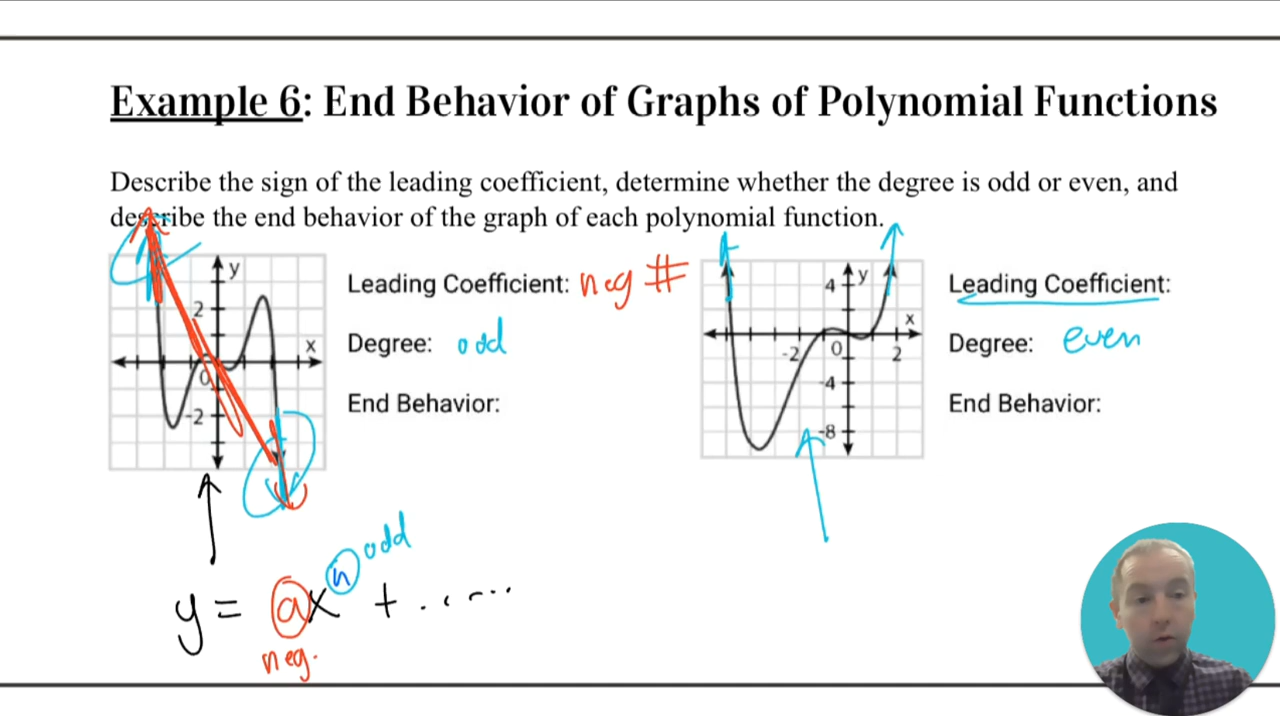 Example 6: End Behavior of Graphs of Polynomial Functions
Describe the sign of the leading coefficient, determine whether the degree is odd or even, and
describe the end behavior of the graph of each polynomial function.
Leading Coefficient: neg #
Degree: odd
End Behavior:
y
2
x
0
-2
Leading Coefficient:
Degree: even
End Behavior:
4 y
x
-2 0 2
-4
-8
odd
y = ax^n + .....
neg.